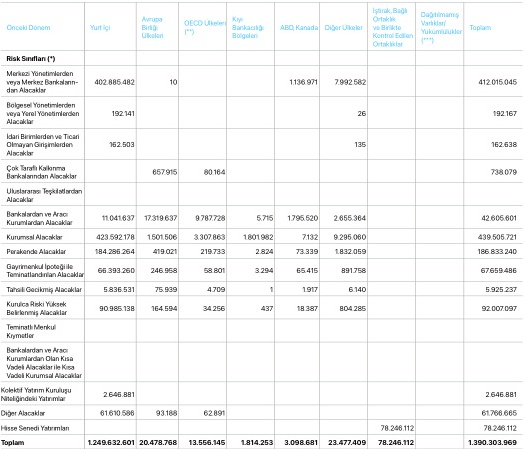 Önceki Dönem Yurt İçi Avrupa Birliği Ülkeleri OECD Ülkeleri (**) Kıyı Bankacılığı Bölgeleri ABD, Kanada Diğer Ülkeler İştirak, Bağlı Ortaklık ve Birlikte Kontrol Edilen Ortaklıklar Dağıtılmamış Varlıklar/ Yükümlülükler (***) Toplam
Risk Sınıfları (*)
Merkezi Yönetimlerden
veya Merkez Bankaların- 402.885.482 10 1.136.971 7.992.582 412.015.045
dan Alacaklar
Bölgesel Yönetimlerden
veya Yerel Yönetimlerden 192.141 26 192.167
Alacaklar
İdari Birimlerden ve Ticari
Olmayan Girişimlerden 162.503 135 162.638
Alacaklar
Çok Taraflı Kalkınma
Bankalarından Alacaklar 657.915 80.164 738.079
Uluslararası Teşkilatlardan
Alacaklar
Bankalardan ve Aracı
Kurumlardan Alacaklar 11.041.637 17.319.637 9.787.728 5.715 1.795.520 2.655.364 42.605.601
Kurumsal Alacaklar 423.592.178 1.501.506 3.307.863 1.801.982 7.132 9.295.060 439.505.721
Perakende Alacaklar 184.286.264 419.021 219.733 2.824 73.339 1.832.059 186.833.240
Gayrimenkul İpoteği ile
Teminatlandırılan Alacaklar 66.393.260 246.958 58.801 3.294 65.415 891.758 67.659.486
Tahsili Gecikmiş Alacaklar 5.836.531 75.939 4.709 1 1.917 6.140 5.925.237
Kurulca Riski Yüksek
Belirlenmiş Alacaklar 90.985.138 164.594 34.256 437 18.387 804.285 92.007.097
Teminatlı Menkul
Kıymetler
Bankalardan ve Aracı
Kurumlardan Olan Kısa
Vadeli Alacaklar ile Kısa
Vadeli Kurumsal Alacaklar
Kolektif Yatırım Kuruluşu
Niteliğindeki Yatırımlar 2.646.881 2.646.881
Diğer Alacaklar 61.610.586 93.188 62.891 61.766.665
Hisse Senedi Yatırımları 78.246.112 78.246.112
Toplam 1.249.632.601 20.478.768 13.556.145 1.814.253 3.098.681 23.477.409 78.246.112 1.390.303.969